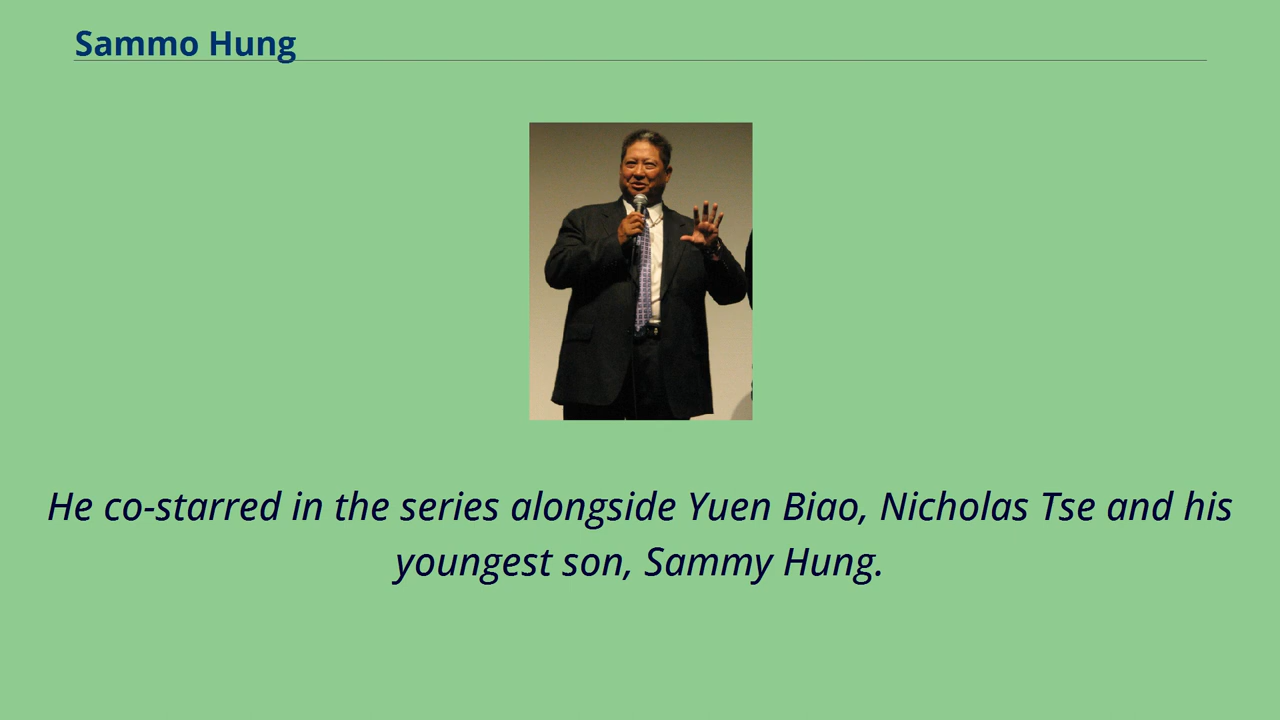 Sammo Hung
He co-starred in the series alongside Yuen Biao, Nicholas Tse and his
youngest son, Sammy Hung.